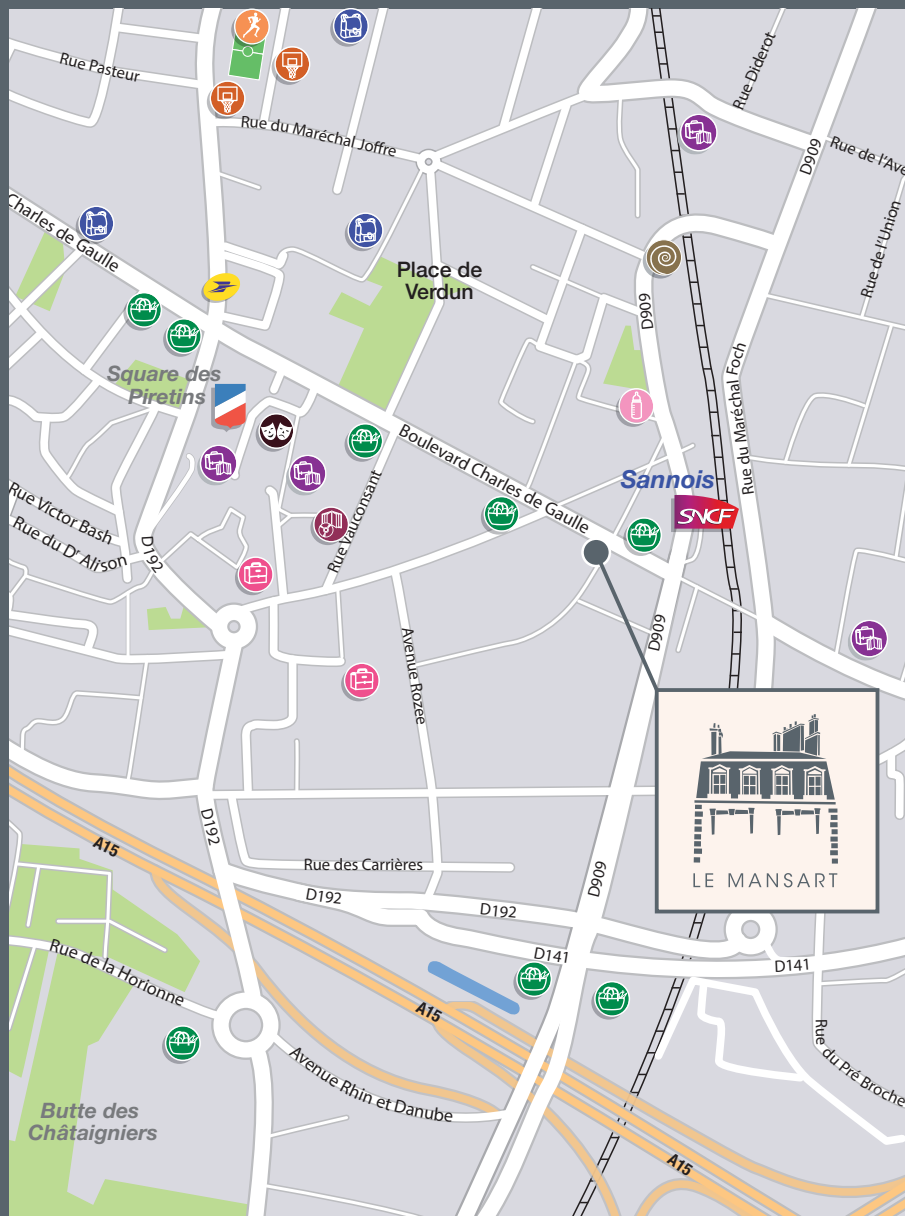 Rue Pasteur
Rue Diderot
Rue du Maréchal Joffre
D909
Rue de l'Ave
Charles de Gaulle
Rue de l'Union
Place de
Verdun
D909
Square des
Piretins
Rue du Maréchal Foch
Boulevard Charles de Gaulle
Sannois
SNCF
Rue Victor Bash
Rue du Dr Alison
D192
Rue Vauconsant
Avenue Rozée
D909
D192
A15
Rue des Carrières
D909
LE MANSART
D192
D192
D141
D141
Rue de la Horionne
A15
Avenue Rhin et Danube
Rue du Pré Broche
Butte des
Châtaigniers
A15